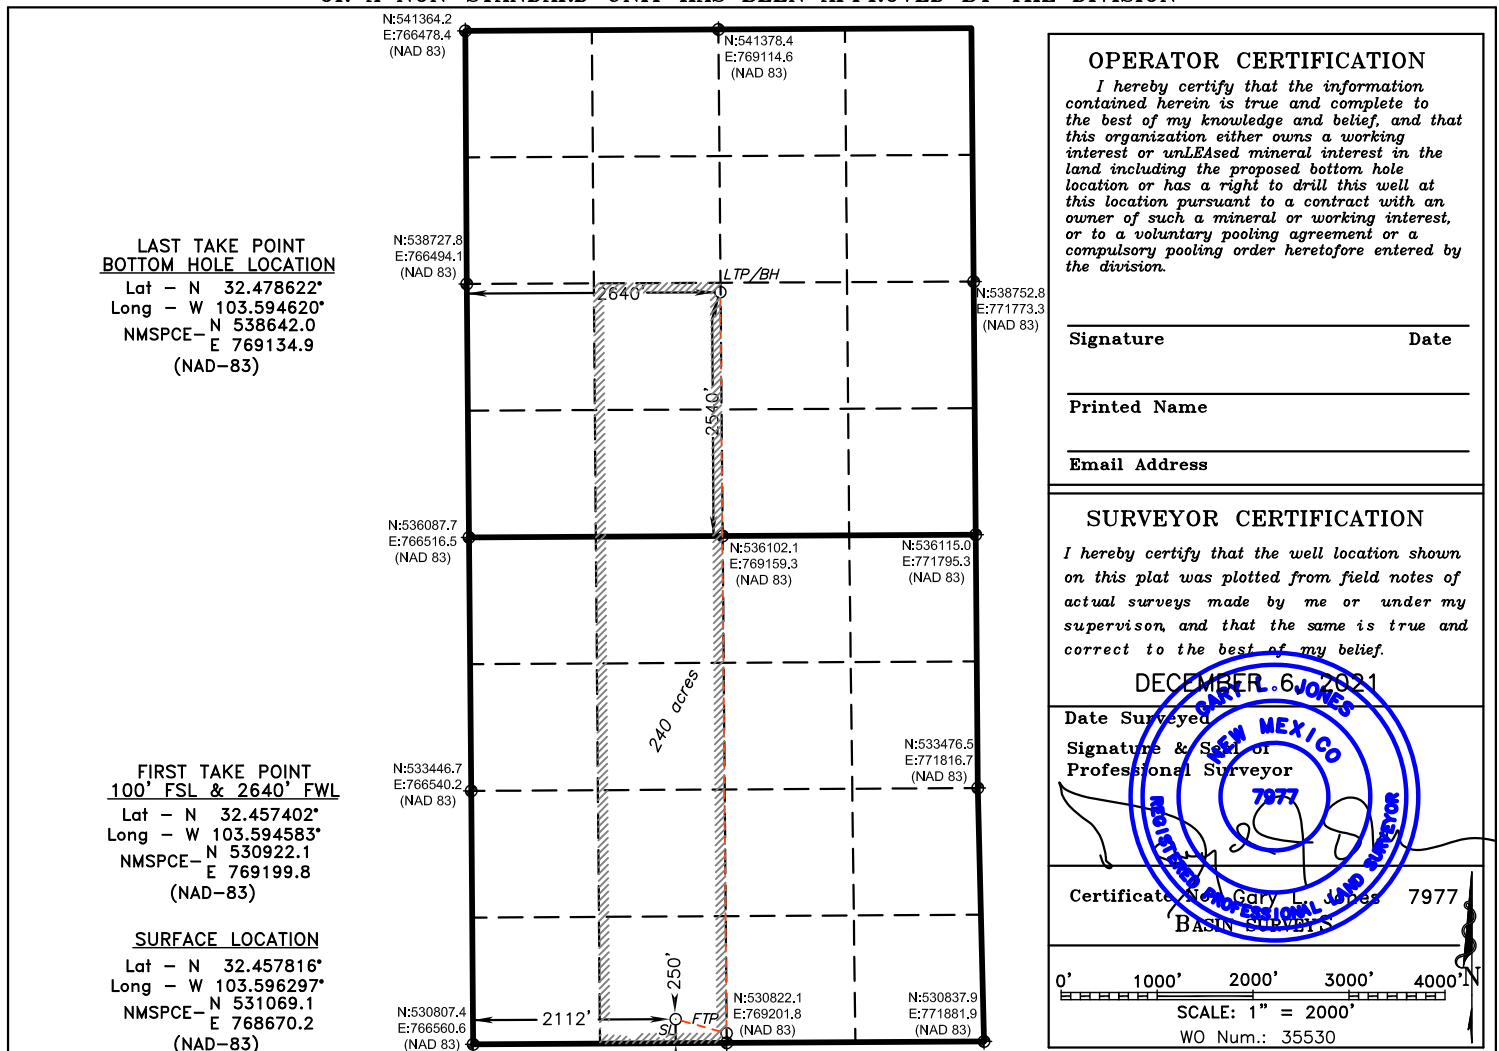 N:541364.2
E:766478.4
(NAD 83)
N:541378.4
E:769114.6
(NAD 83)
LAST TAKE POINT
BOTTOM HOLE LOCATION
Lat - N 32.478622°
Long - W 103.594620°
NMSPCE- N 538642.0
E 769134.9
(NAD-83)
N:538727.8
E:766494.1
(NAD 83)
LTP/BH
2640'
N:538752.8
E:771773.3
(NAD 83)
2540'
N:536087.7
E:766516.5
(NAD 83)
N:536102.1
E:769159.3
(NAD 83)
N:536115.0
E:771795.3
(NAD 83)
240 acres
N:533446.7
E:766540.2
(NAD 83)
N:533476.5
E:771816.7
(NAD 83)
FIRST TAKE POINT
100' FSL & 2640' FWL
Lat - N 32.457402°
Long - W 103.594583°
NMSPCE- N 530922.1
E 769199.8
(NAD-83)
SURFACE LOCATION
Lat - N 32.457816°
Long - W 103.596297°
NMSPCE- N 531069.1
E 768670.2
(NAD-83)
N:530807.4
E:766560.6
(NAD 83)
2112'
250'
SL
FTP
N:530822.1
E:769201.8
(NAD 83)
N:530837.9
E:771881.9
(NAD 83)
OPERATOR CERTIFICATION
I hereby certify that the information
contained herein is true and complete to
the best of my knowledge and belief, and that
this organization either owns a working
interest or unLEAsed mineral interest in the
land including the proposed bottom hole
location or has a right to drill this well at
this location pursuant to a contract with an
owner of such a mineral or working interest,
or to a voluntary pooling agreement or a
compulsory pooling order heretofore entered by
the division.
Signature Date
Printed Name
Email Address
SURVEYOR CERTIFICATION
I hereby certify that the well location shown
on this plat was plotted from field notes of
actual surveys made by me or under my
supervison, and that the same is true and
correct to the best of my belief.
DECEMBER 6, 2021
Date Surveyed
Signature & Seal of
Professional Surveyor
GARY L. JONES
NEW MEXICO
7977
REGISTERED PROFESSIONAL LAND SURVEYOR
Certificate No. Gary L. Jones 7977
BASIN SURVEYS
0' 1000' 2000' 3000' 4000'
N
SCALE: 1" = 2000'
WO Num.: 35530